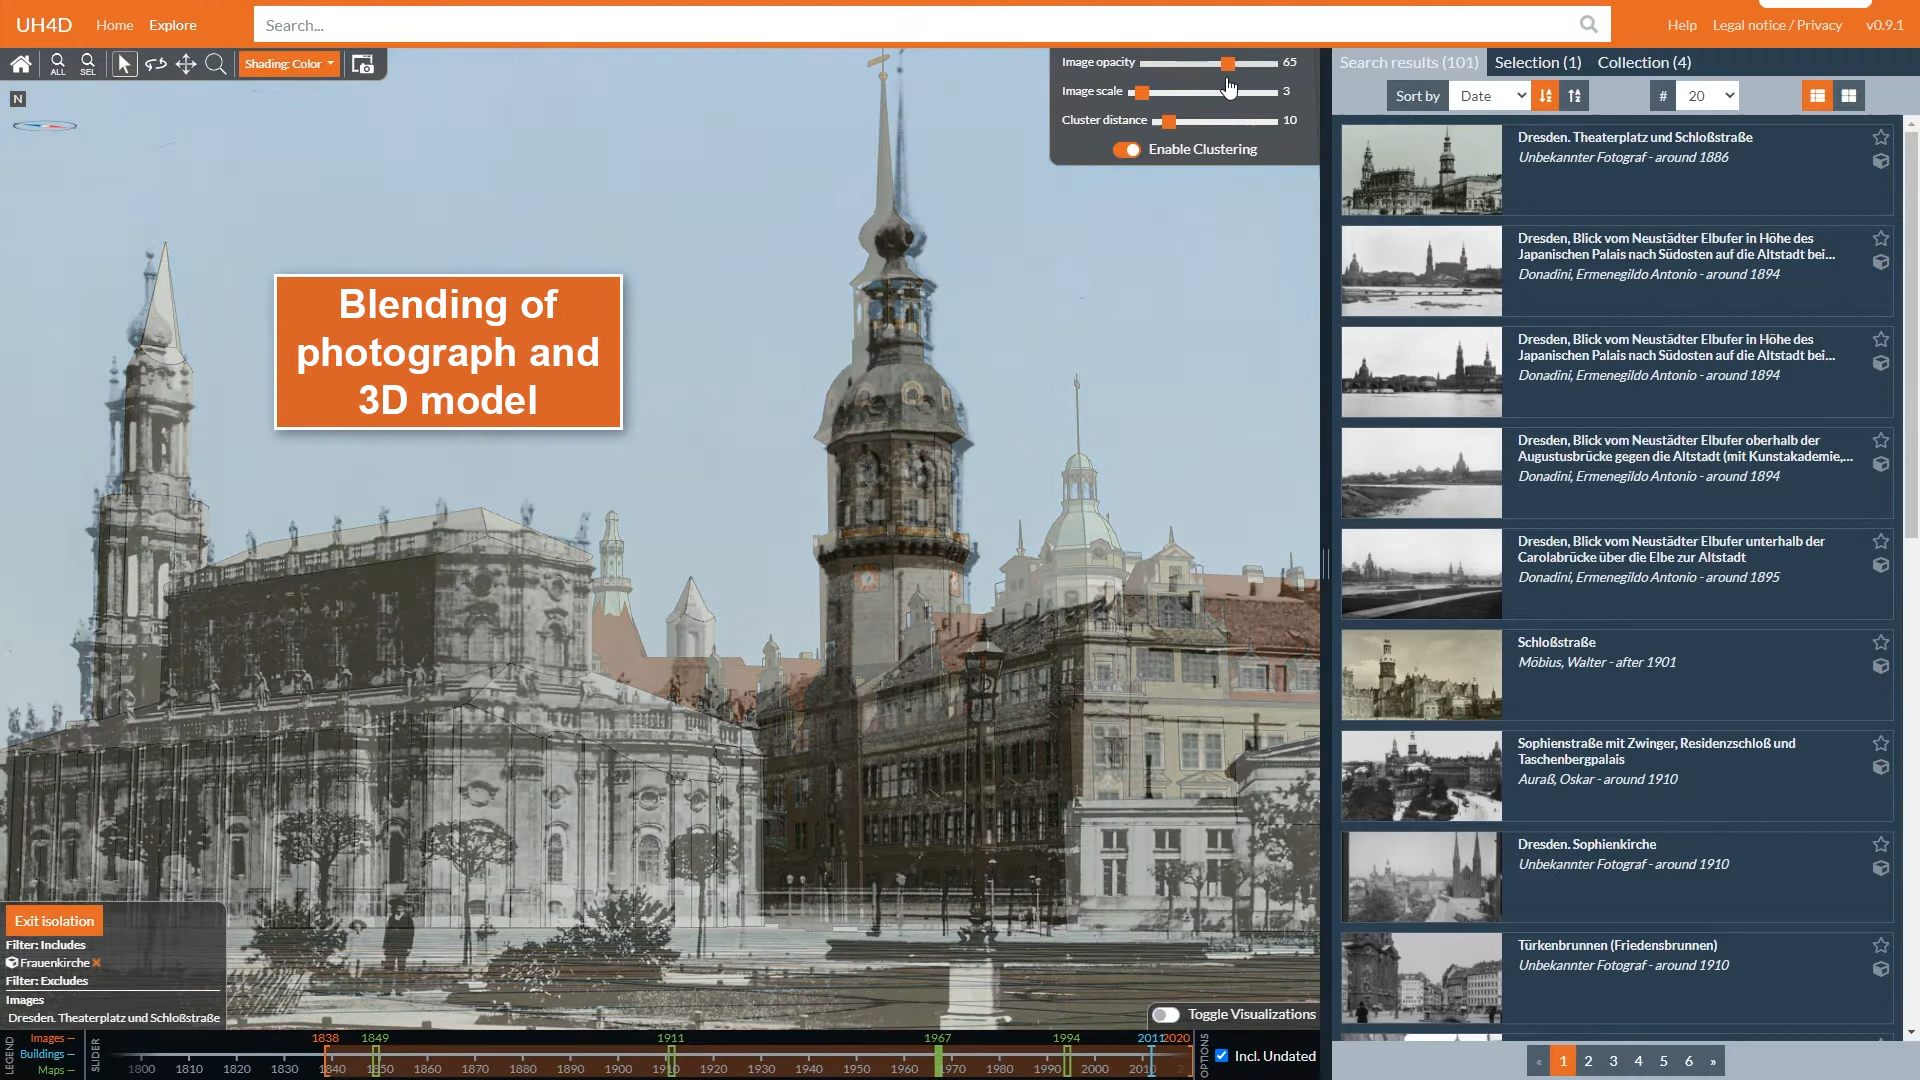 UH4D Home Explore Search... Help Legal notice / Privacy v0.9.1
ALL SEL Shading: Color
N
Image opacity 65
Image scale 3
Cluster distance 10
Enable Clustering
Blending of
photograph and
3D model
Search results (101) Selection (1) Collection (4)
Sort by Date # 20
Dresden. Theaterplatz und Schloßstraße
Unbekannter Fotograf - around 1886
Dresden, Blick vom Neustädter Elbufer in Höhe des
Japanischen Palais nach Südosten auf die Altstadt bei...
Donadini, Ermenegildo Antonio - around 1894
Dresden, Blick vom Neustädter Elbufer in Höhe des
Japanischen Palais nach Südosten auf die Altstadt bei...
Donadini, Ermenegildo Antonio - around 1894
Dresden, Blick vom Neustädter Elbufer oberhalb der
Augustusbrücke gegen die Altstadt (mit Kunstakademie,...
Donadini, Ermenegildo Antonio - around 1894
Dresden, Blick vom Neustädter Elbufer unterhalb der
Carolabrücke über die Elbe zur Altstadt
Donadini, Ermenegildo Antonio - around 1895
Schloßstraße
Möbius, Walter - after 1901
Sophienstraße mit Zwinger, Residenzschloß und
Taschenbergpalais
Auraß, Oskar - around 1910
Dresden. Sophienkirche
Unbekannter Fotograf - around 1910
Türkenbrunnen (Friedensbrunnen)
Unbekannter Fotograf - around 1910
« 1 2 3 4 5 6 »
Exit isolation
Filter: Includes
Frauenkirche
Filter: Excludes
Images
Dresden. Theaterplatz und Schloßstraße
Toggle Visualizations
LEGEND
Images
Buildings
Maps
SLIDER
1838 1849 1911 1967 1994 2011 2020
1800 1810 1820 1830 1840 1850 1860 1870 1880 1890 1900 1910 1920 1930 1940 1950 1960 1970 1980 1990 2000 2010
OPTIONS
Incl. Undated